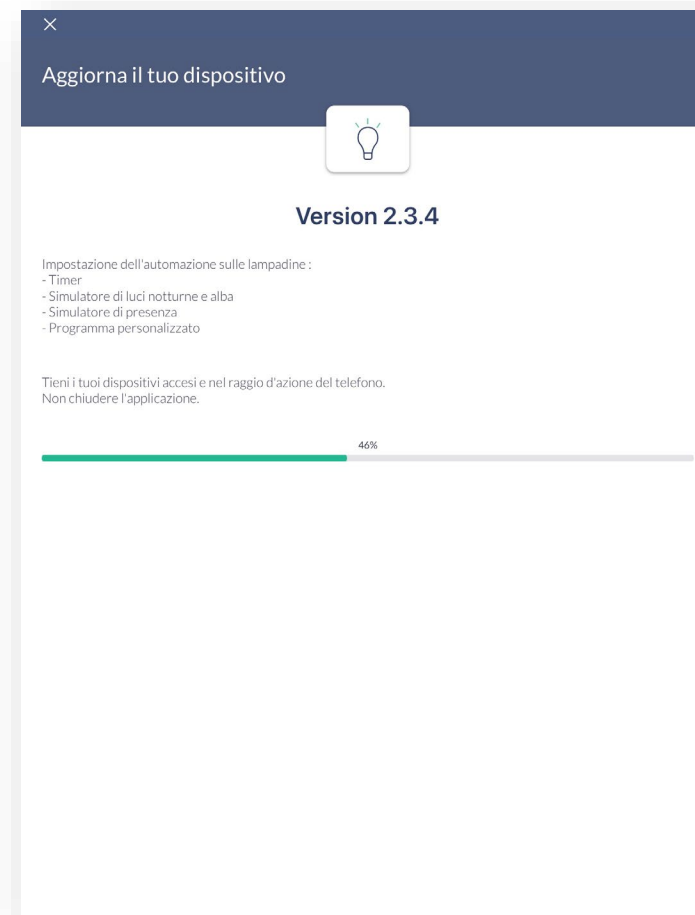 Aggiorna il tuo dispositivo
Version 2.3.4
Impostazione dell'automazione sulle lampadine :
- Timer
- Simulatore di luci notturne e alba
- Simulatore di presenza
- Programma personalizzato
Tieni i tuoi dispositivi accesi e nel raggio d'azione del telefono.
Non chiudere l'applicazione.
46%